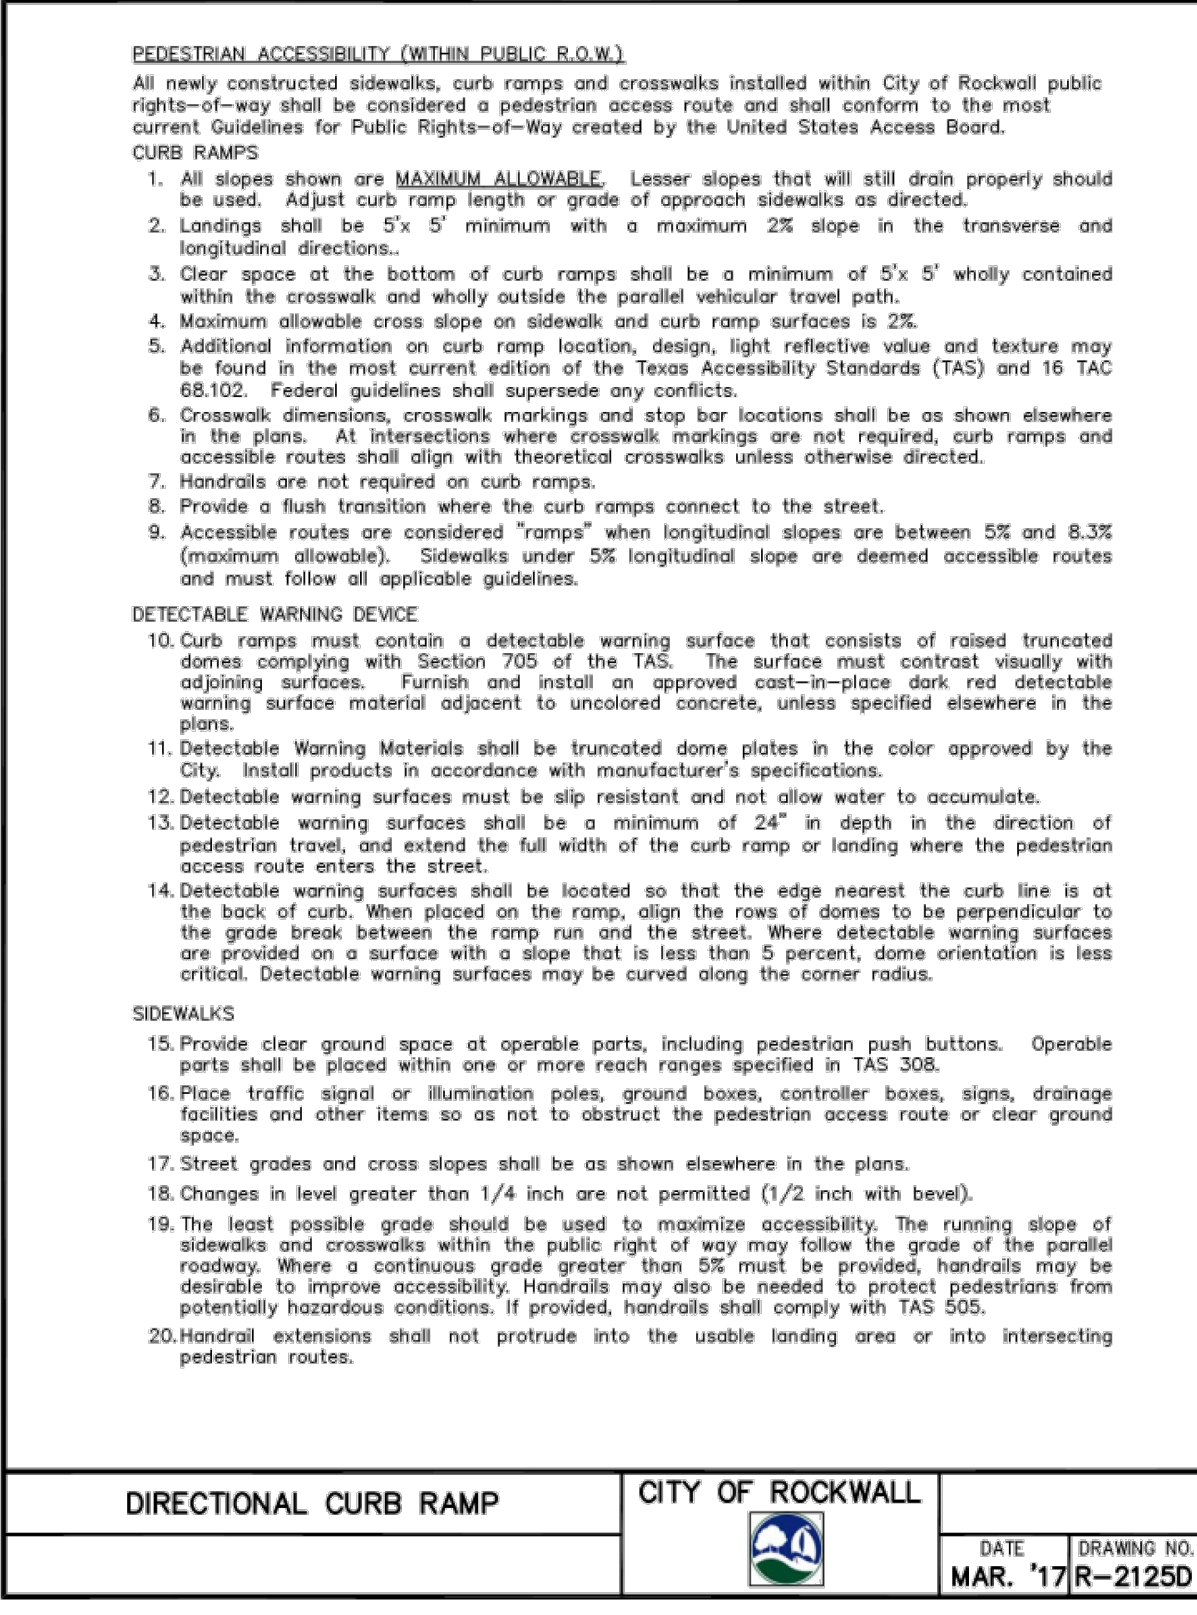 PEDESTRIAN ACCESSIBILITY (WITHIN PUBLIC R.O.W.)
All newly constructed sidewalks, curb ramps and crosswalks installed within City of Rockwall public
rights-of-way shall be considered a pedestrian access route and shall conform to the most
current Guidelines for Public Rights-of-Way created by the United States Access Board.
CURB RAMPS
1. All slopes shown are MAXIMUM ALLOWABLE. Lesser slopes that will still drain properly should
be used. Adjust curb ramp length or grade of approach sidewalks as directed.
2. Landings shall be 5'x 5' minimum with a maximum 2% slope in the transverse and
longitudinal directions..
3. Clear space at the bottom of curb ramps shall be a minimum of 5'x 5' wholly contained
within the crosswalk and wholly outside the parallel vehicular travel path.
4. Maximum allowable cross slope on sidewalk and curb ramp surfaces is 2%.
5. Additional information on curb ramp location, design, light reflective value and texture may
be found in the most current edition of the Texas Accessibility Standards (TAS) and 16 TAC
68.102. Federal guidelines shall supersede any conflicts.
6. Crosswalk dimensions, crosswalk markings and stop bar locations shall be as shown elsewhere
in the plans. At intersections where crosswalk markings are not required, curb ramps and
accessible routes shall align with theoretical crosswalks unless otherwise directed.
7. Handrails are not required on curb ramps.
8. Provide a flush transition where the curb ramps connect to the street.
9. Accessible routes are considered "ramps" when longitudinal slopes are between 5% and 8.3%
(maximum allowable). Sidewalks under 5% longitudinal slope are deemed accessible routes
and must follow all applicable guidelines.
DETECTABLE WARNING DEVICE
10. Curb ramps must contain a detectable warning surface that consists of raised truncated
domes complying with Section 705 of the TAS. The surface must contrast visually with
adjoining surfaces. Furnish and install an approved cast-in-place dark red detectable
warning surface material adjacent to uncolored concrete, unless specified elsewhere in the
plans.
11. Detectable Warning Materials shall be truncated dome plates in the color approved by the
City. Install products in accordance with manufacturer's specifications.
12. Detectable warning surfaces must be slip resistant and not allow water to accumulate.
13. Detectable warning surfaces shall be a minimum of 24" in depth in the direction of
pedestrian travel, and extend the full width of the curb ramp or landing where the pedestrian
access route enters the street.
14. Detectable warning surfaces shall be located so that the edge nearest the curb line is at
the back of curb. When placed on the ramp, align the rows of domes to be perpendicular to
the grade break between the ramp run and the street. Where detectable warning surfaces
are provided on a surface with a slope that is less than 5 percent, dome orientation is less
critical. Detectable warning surfaces may be curved along the corner radius.
SIDEWALKS
15. Provide clear ground space at operable parts, including pedestrian push buttons. Operable
parts shall be placed within one or more reach ranges specified in TAS 308.
16. Place traffic signal or illumination poles, ground boxes, controller boxes, signs, drainage
facilities and other items so as not to obstruct the pedestrian access route or clear ground
space.
17. Street grades and cross slopes shall be as shown elsewhere in the plans.
18. Changes in level greater than 1/4 inch are not permitted (1/2 inch with bevel).
19. The least possible grade should be used to maximize accessibility. The running slope of
sidewalks and crosswalks within the public right of way may follow the grade of the parallel
roadway. Where a continuous grade greater than 5% must be provided, handrails may be
desirable to improve accessibility. Handrails may also be needed to protect pedestrians from
potentially hazardous conditions. If provided, handrails shall comply with TAS 505.
20. Handrail extensions shall not protrude into the usable landing area or into intersecting
pedestrian routes.
DIRECTIONAL CURB RAMP
CITY OF ROCKWALL
DATE
MAR. '17
DRAWING NO.
R-2125D